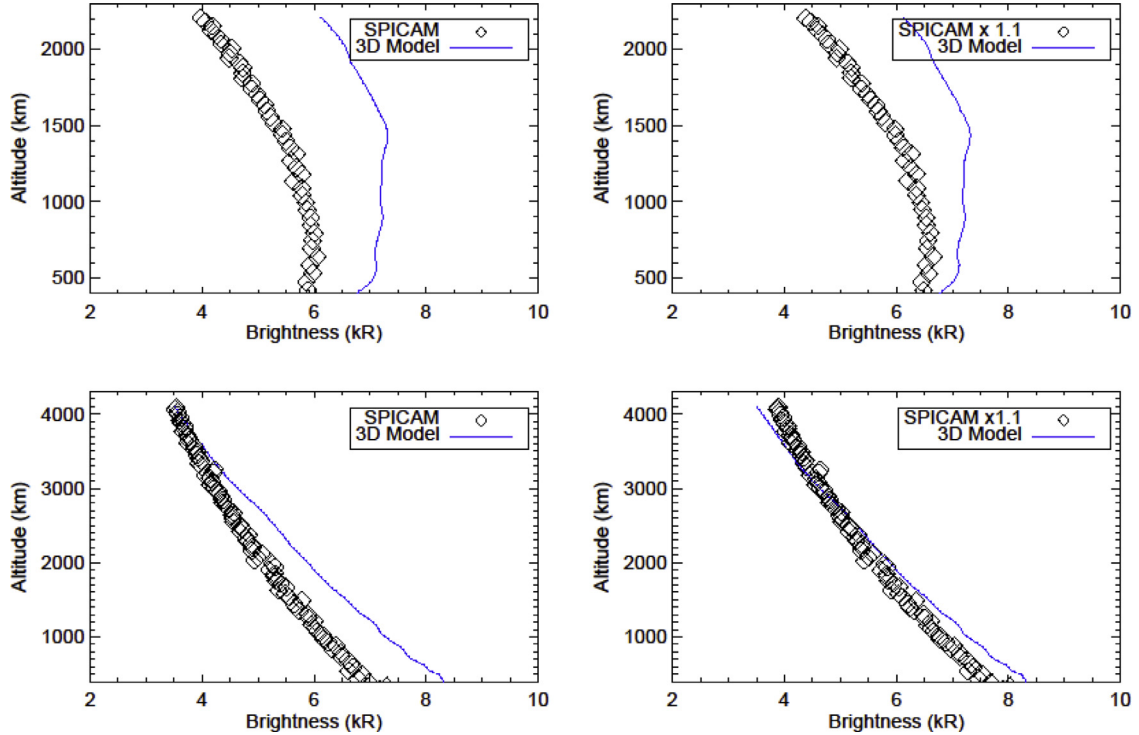 SPICAM
3D Model
2000
1500
1000
500
Altitude (km)
2 4 6 8 10
Brightness (kR)
SPICAM x 1.1
3D Model
2000
1500
1000
500
Altitude (km)
2 4 6 8 10
Brightness (kR)
SPICAM
3D Model
4000
3000
2000
1000
Altitude (km)
2 4 6 8 10
Brightness (kR)
SPICAM x1.1
3D Model
4000
3000
2000
1000
Altitude (km)
2 4 6 8 10
Brightness (kR)